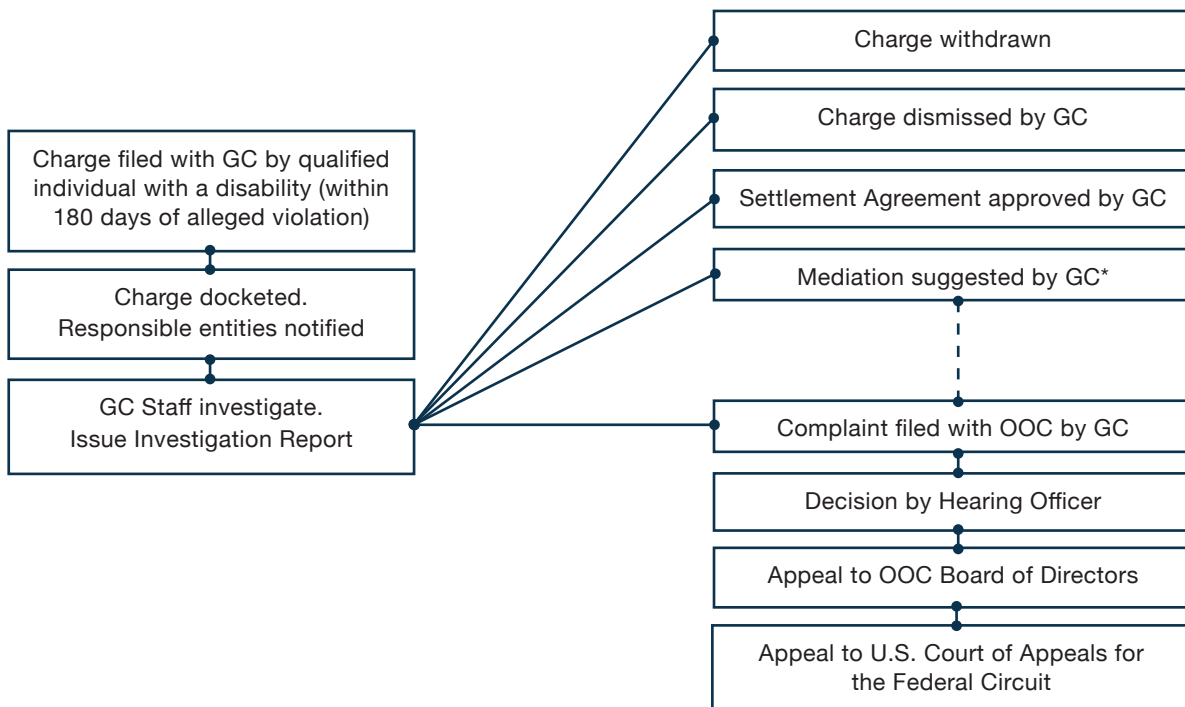 Charge filed with GC by qualified
individual with a disability (within
180 days of alleged violation)
Charge docketed.
Responsible entities notified
GC Staff investigate.
Issue Investigation Report
Charge withdrawn
Charge dismissed by GC
Settlement Agreement approved by GC
Mediation suggested by GC*
Complaint filed with OOC by GC
Decision by Hearing Officer
Appeal to OOC Board of Directors
Appeal to U.S. Court of Appeals for
the Federal Circuit